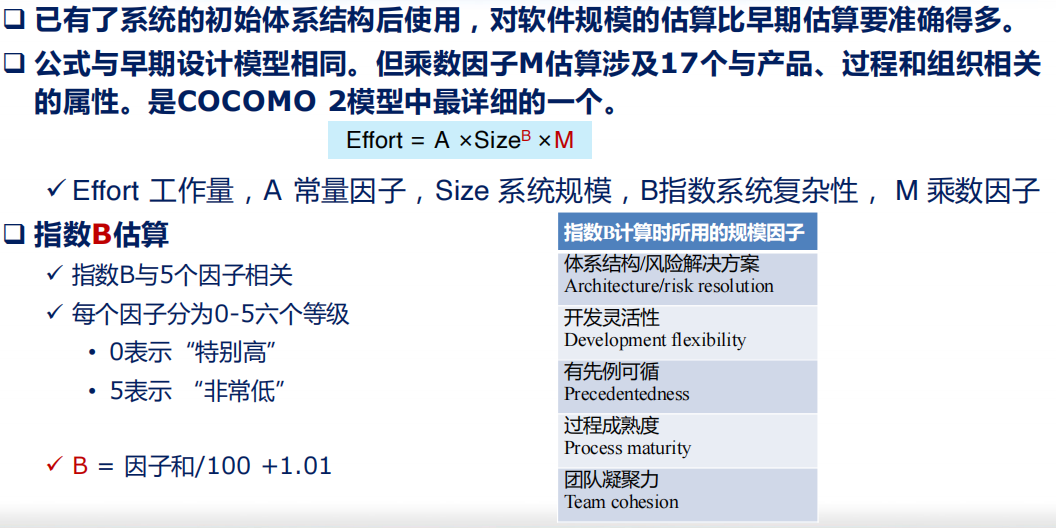 已有了系统的初始体系结构后使用，对软件规模的估算比早期估算要准确得多。
公式与早期设计模型相同。但乘数因子M估算涉及17个与产品、过程和组织相关
的属性。是COCOMO 2模型中最详细的一个。
Effort = A ×Sizeᴮ ×M
✓ Effort 工作量，A 常量因子，Size 系统规模，B指数系统复杂性， M 乘数因子
指数B估算
✓ 指数B与5个因子相关
✓ 每个因子分为0-5六个等级
• 0表示“特别高”
• 5表示 “非常低”
✓ B = 因子和/100 +1.01
指数B计算时所用的规模因子
体系结构/风险解决方案
Architecture/risk resolution
开发灵活性
Development flexibility
有先例可循
Precedentedness
过程成熟度
Process maturity
团队凝聚力
Team cohesion